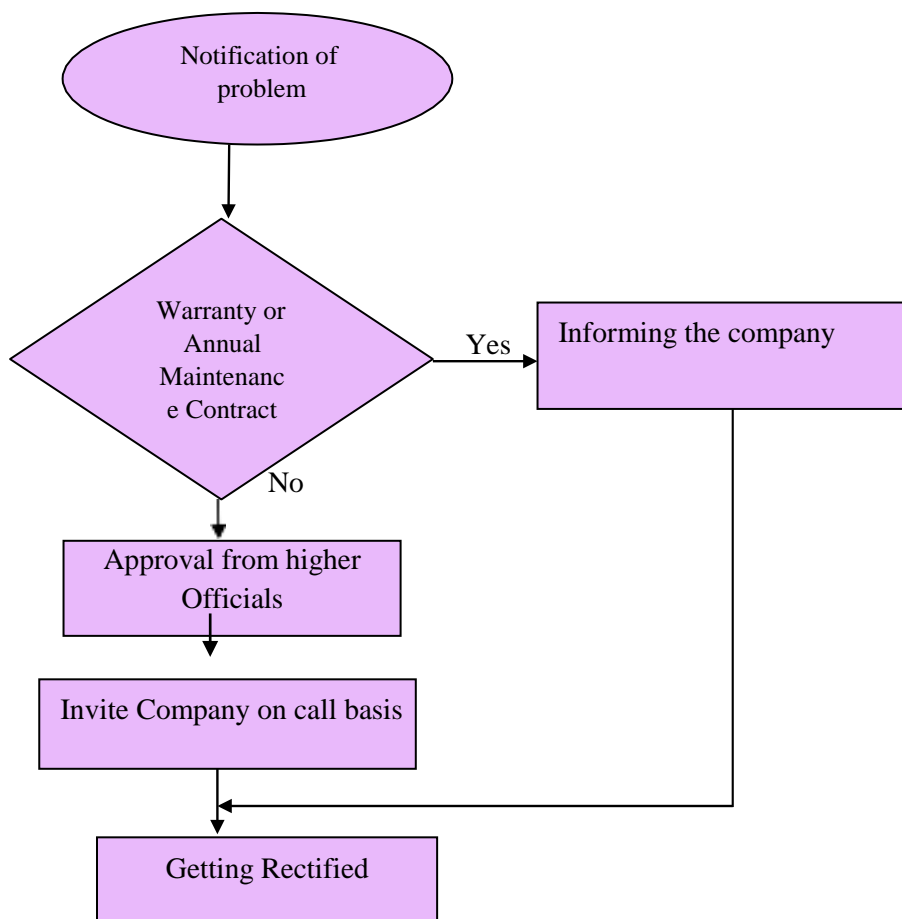 Notification of
problem
Warranty or
Annual
Maintenanc
e Contract
Yes
Informing the company
No
Approval from higher
Officials
Invite Company on call basis
Getting Rectified